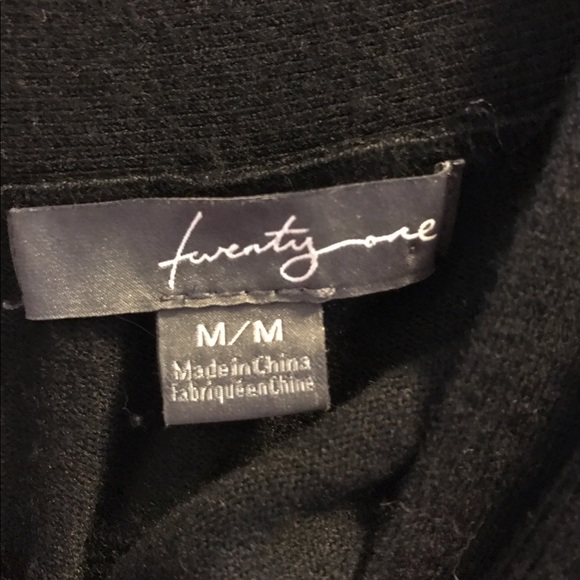 twenty one
M/M
Made in China
Fabriqué en Chine